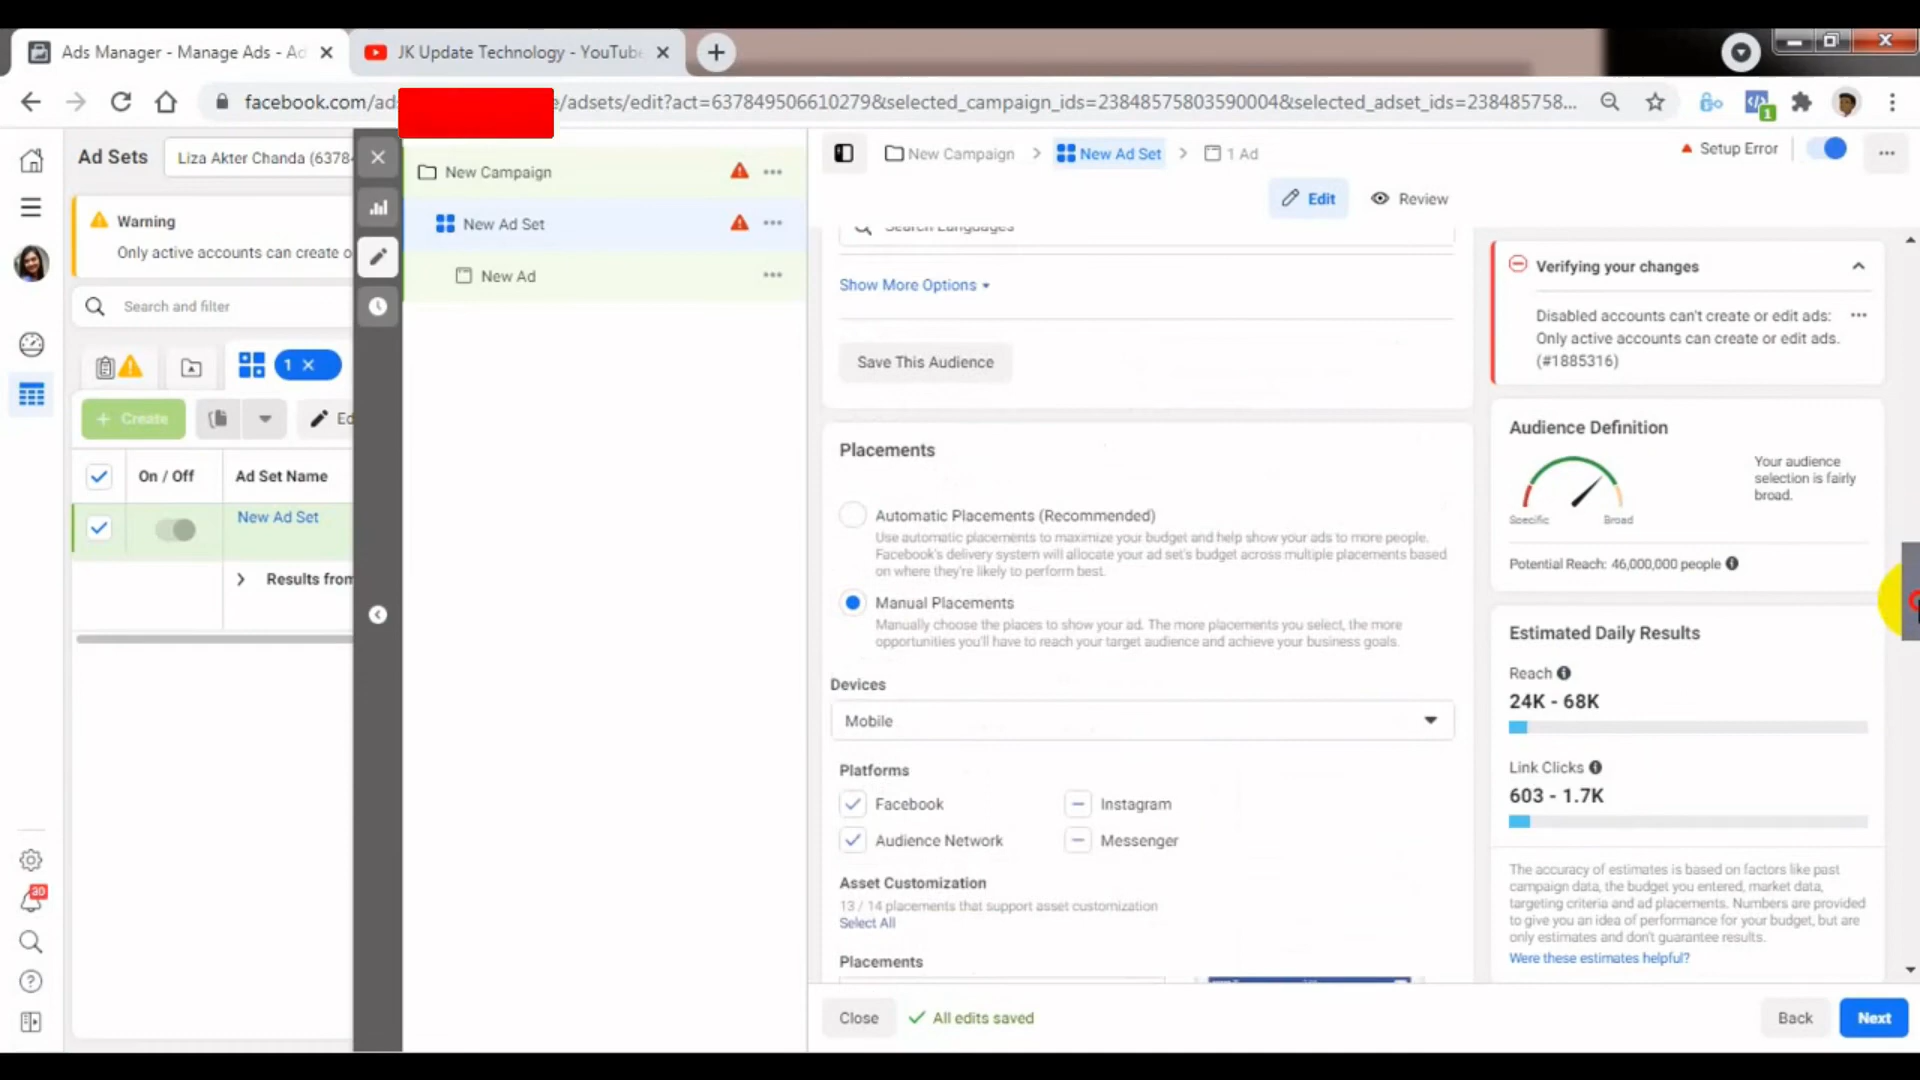 Ads Manager - Manage Ads - Ad
JK Update Technology - YouTube
facebook.com/ad
e/adsets/edit?act=637849506610279&selected_campaign_ids=23848575803590004&selected_adset_ids=238485758...
1
Ad Sets
Liza Akter Chanda (6378
Warning
Only active accounts can create o
Search and filter
1
+ Create
Ed
On / Off
Ad Set Name
New Ad Set
Results from
30
New Campaign
New Ad Set
New Ad
New Campaign
New Ad Set
1 Ad
Setup Error
Edit
Review
Search Languages
Show More Options
Save This Audience
Placements
Automatic Placements (Recommended)
Use automatic placements to maximize your budget and help show your ads to more people.
Facebook's delivery system will allocate your ad set's budget across multiple placements based
on where they're likely to perform best.
Manual Placements
Manually choose the places to show your ad. The more placements you select, the more
opportunities you'll have to reach your target audience and achieve your business goals.
Devices
Mobile
Platforms
Facebook
Instagram
Audience Network
Messenger
Asset Customization
13 / 14 placements that support asset customization
Select All
Placements
Close
All edits saved
Back
Next
Verifying your changes
Disabled accounts can't create or edit ads:
Only active accounts can create or edit ads.
(#1885316)
Audience Definition
Your audience
selection is fairly
broad.
Specific
Broad
Potential Reach: 46,000,000 people
Estimated Daily Results
Reach
24K - 68K
Link Clicks
603 - 1.7K
The accuracy of estimates is based on factors like past
campaign data, the budget you entered, market data,
targeting criteria and ad placements. Numbers are provided
to give you an idea of performance for your budget, but are
only estimates and don't guarantee results.
Were these estimates helpful?